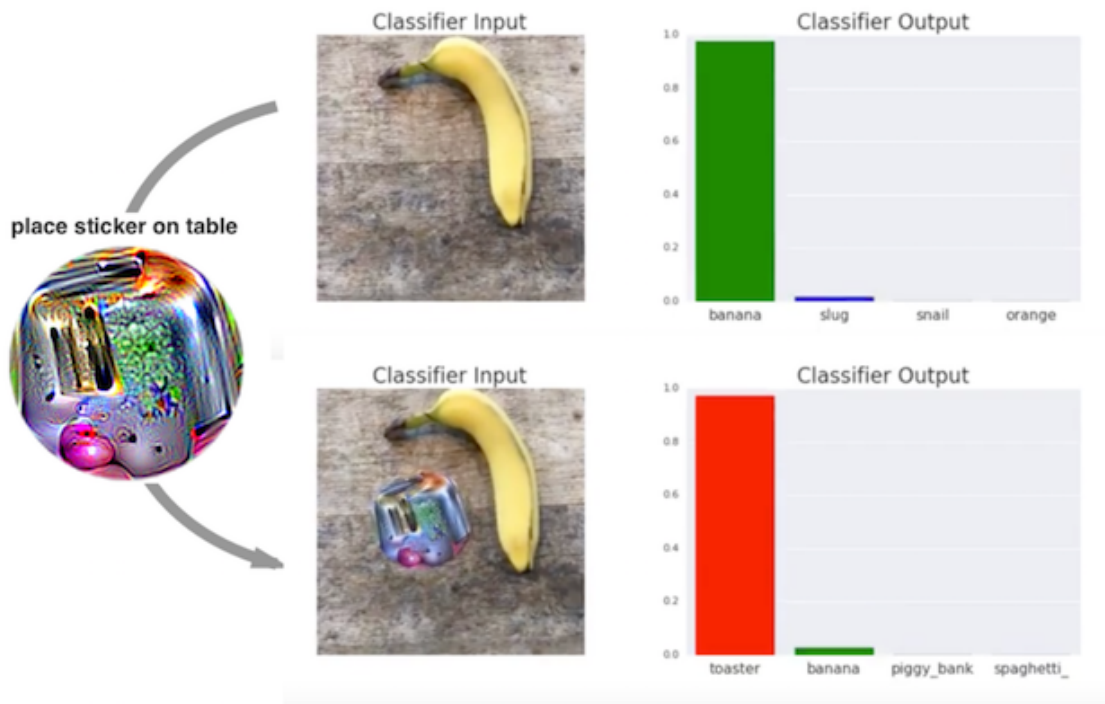 Classifier Input
Classifier Output
1.0
0.8
0.6
0.4
0.2
0.0
banana slug snail orange
place sticker on table
Classifier Input
Classifier Output
1.0
0.8
0.6
0.4
0.2
0.0
toaster banana piggy_bank spaghetti_